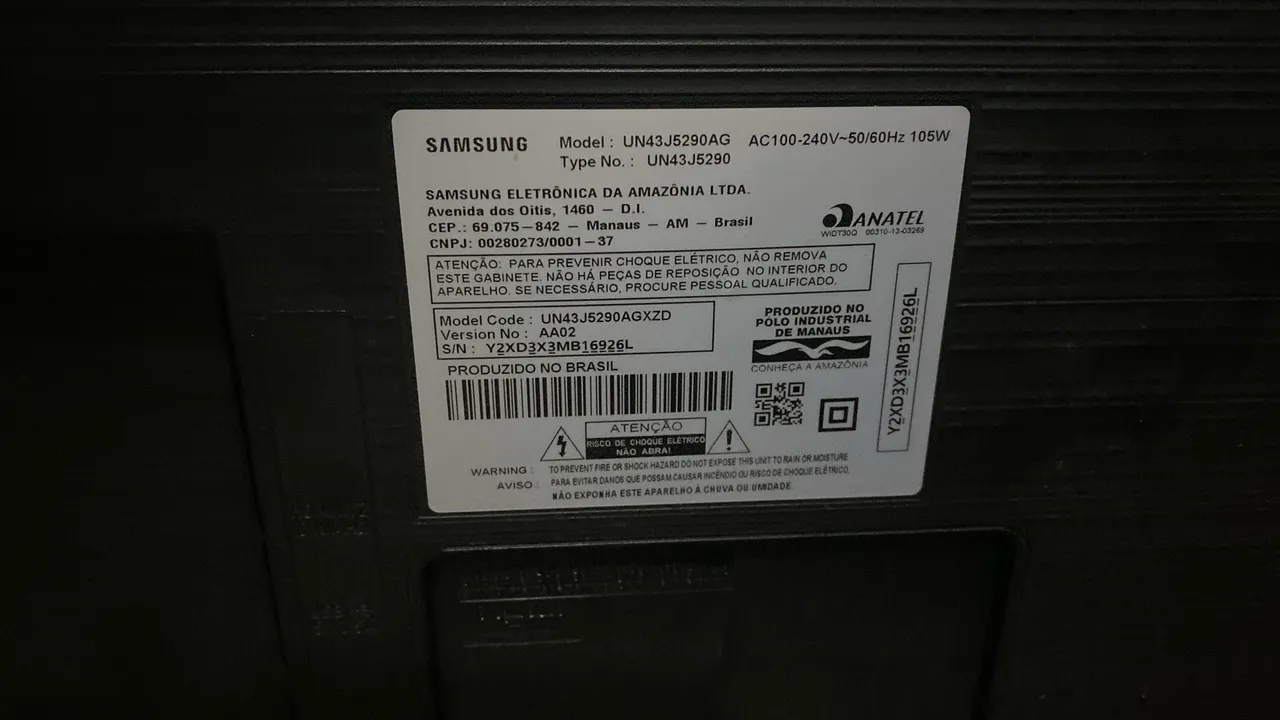 SAMSUNG
Model : UN43J5290AG AC100-240V~50/60Hz 105W
Type No. : UN43J5290
SAMSUNG ELETRÔNICA DA AMAZÔNIA LTDA.
Avenida dos Oitis, 1460 – D.I.
CEP.: 69.075–842 – Manaus – AM – Brasil
CNPJ: 00280273/0001–37
ANATEL
WIDT30Q 00310-13-03269
ATENÇÃO: PARA PREVENIR CHOQUE ELÉTRICO, NÃO REMOVA
ESTE GABINETE. NÃO HÁ PEÇAS DE REPOSIÇÃO NO INTERIOR DO
APARELHO. SE NECESSÁRIO, PROCURE PESSOAL QUALIFICADO.
Model Code : UN43J5290AGXZD
Version No : AA02
S/N : Y2XD3X3MB16926L
PRODUZIDO NO BRASIL
PRODUZIDO NO
PÓLO INDUSTRIAL
DE MANAUS
CONHEÇA A AMAZÔNIA
Y2XD3X3MB16926L
ATENÇÃO
RISCO DE CHOQUE ELÉTRICO
NÃO ABRA!
WARNING : TO PREVENT FIRE OR SHOCK HAZARD DO NOT EXPOSE THIS UNIT TO RAIN OR MOISTURE
AVISO : PARA EVITAR DANOS QUE POSSAM CAUSAR INCÊNDIO OU RISCO DE CHOQUE ELÉTRICO,
NÃO EXPONHA ESTE APARELHO À CHUVA OU UMIDADE.